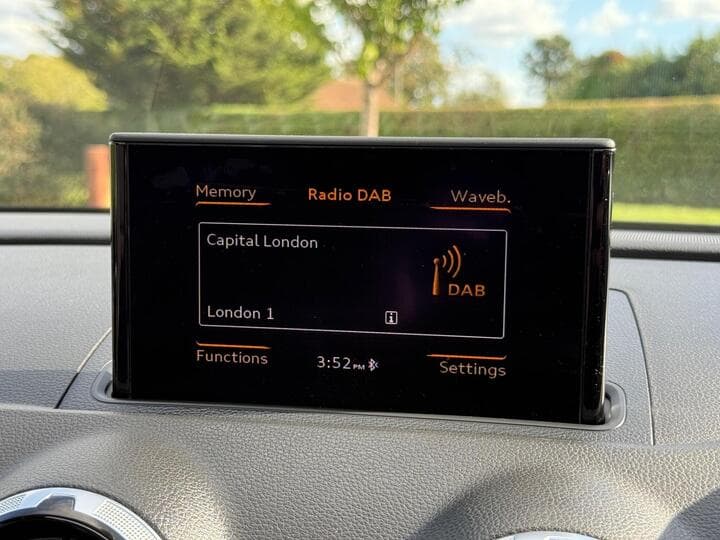 Memory
Radio DAB
Waveb.
Capital London
DAB
London 1
i
Functions
3:52PM
Settings